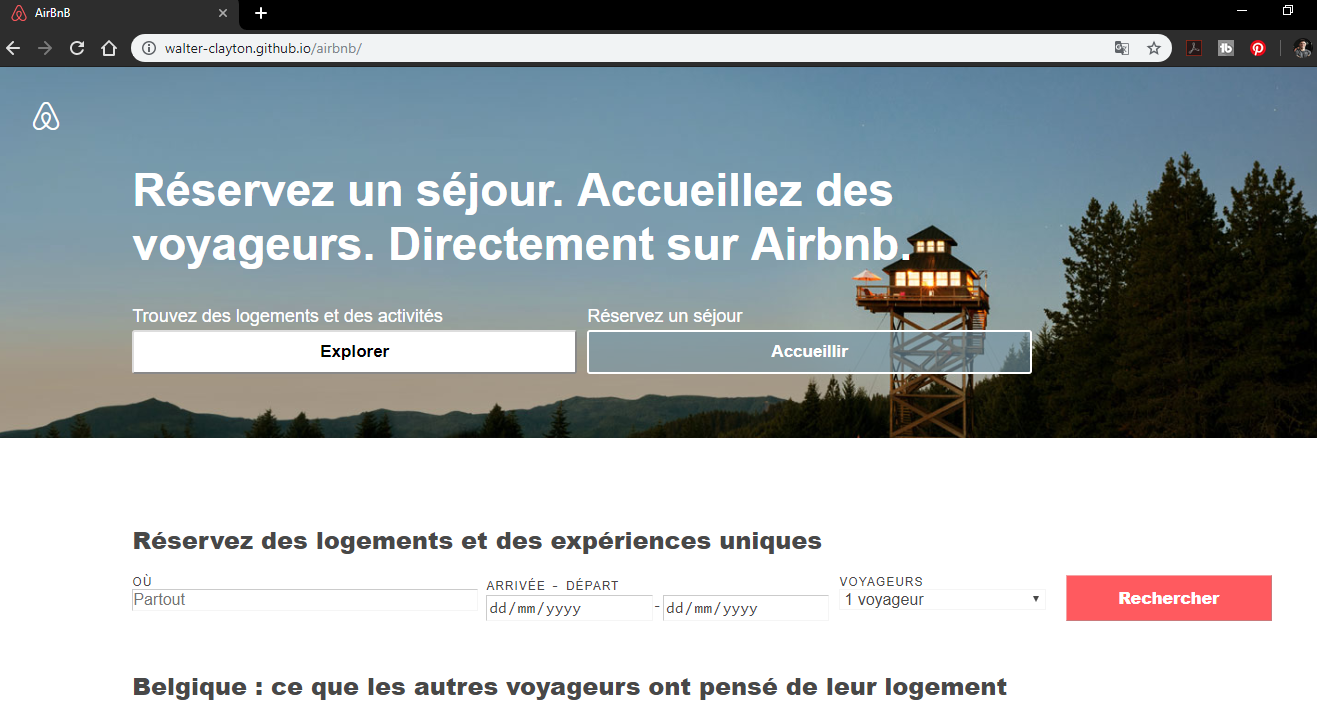 AirBnB
walter-clayton.github.io/airbnb/
Réservez un séjour. Accueillez des
voyageurs. Directement sur Airbnb.
Trouvez des logements et des activités
Réservez un séjour
Explorer
Accueillir
Réservez des logements et des expériences uniques
OÙ
ARRIVÉE - DÉPART
VOYAGEURS
Partout
dd/mm/yyyy - dd/mm/yyyy
1 voyageur
Rechercher
Belgique : ce que les autres voyageurs ont pensé de leur logement